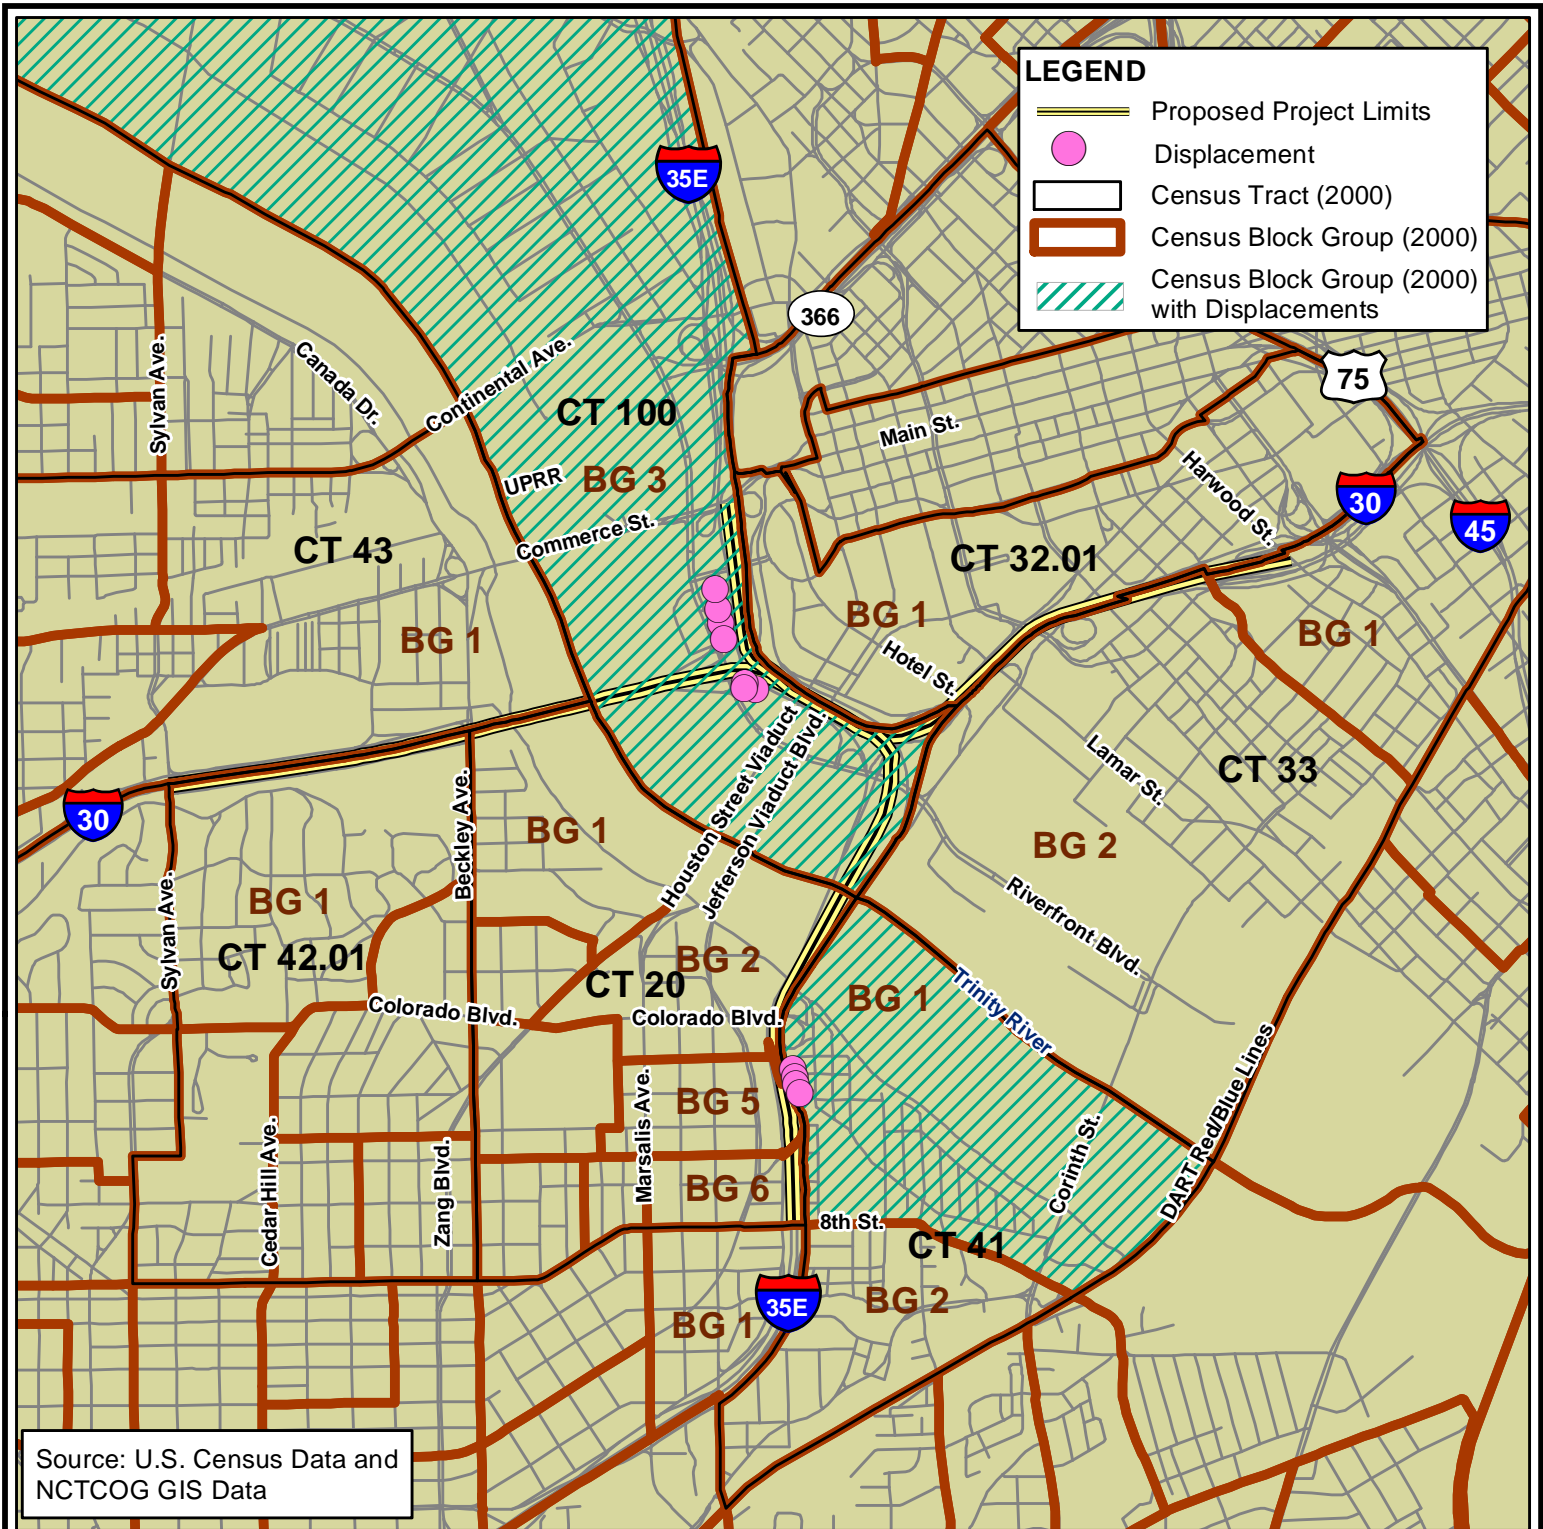 LEGEND
Proposed Project Limits
Displacement
Census Tract (2000)
Census Block Group (2000)
Census Block Group (2000)
with Displacements
35E
366
75
30
45
Sylvan Ave.
Canada Dr.
Continental Ave.
CT 100
Main St.
UPRR
BG 3
Harwood St.
Commerce St.
CT 43
CT 32.01
BG 1
BG 1
BG 1
Hotel St.
Houston Street Viaduct
Jefferson Viaduct Blvd.
Lamar St.
CT 33
30
Beckley Ave.
BG 1
BG 2
Sylvan Ave.
BG 1
CT 42.01
Riverfront Blvd.
BG 2
CT 20
BG 1
Trinity River
Colorado Blvd.
Colorado Blvd.
Marsalis Ave.
BG 5
DART Red/Blue Lines
Corinth St.
Cedar Hill Ave.
Zang Blvd.
BG 6
8th St.
CT 41
35E
BG 1
BG 2
Source: U.S. Census Data and
NCTCOG GIS Data